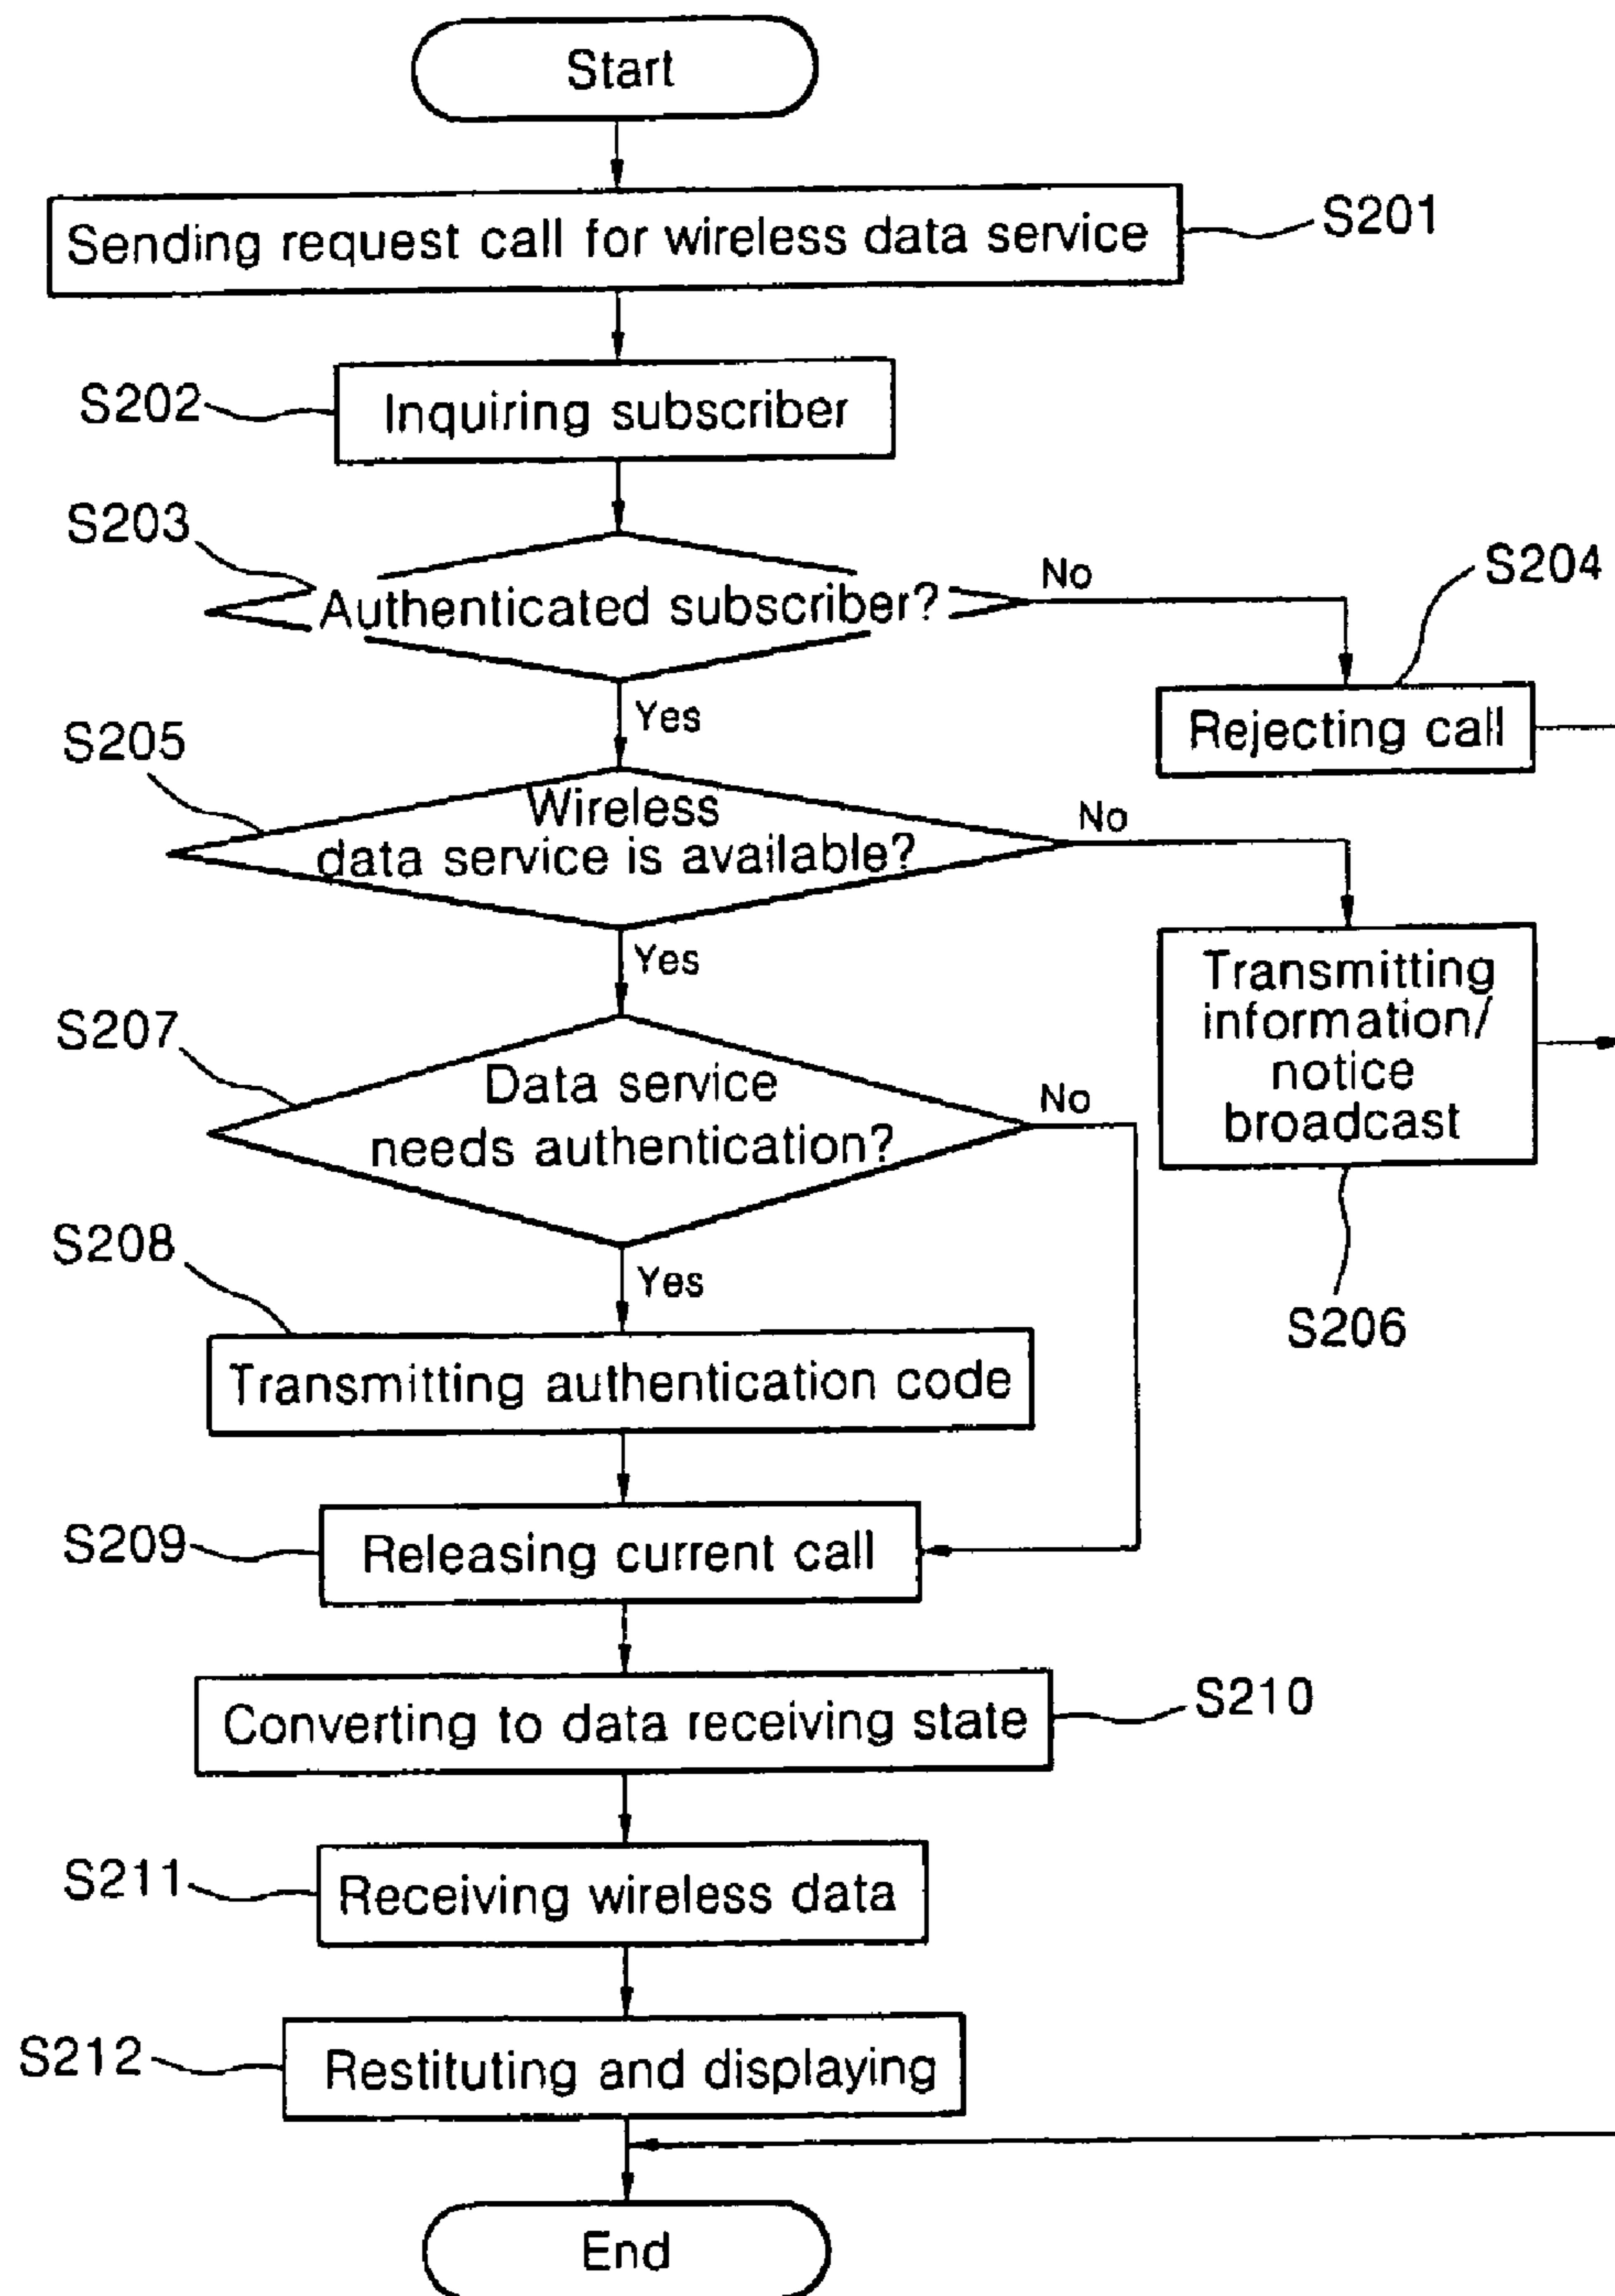 Start
Sending request call for wireless data service
S201
S202
Inquiring subscriber
S203
Authenticated subscriber?
No
S204
Yes
Rejecting call
S205
Wireless
data service is available?
No
Yes
Transmitting
information/
notice
broadcast
S206
S207
Data service
needs authentication?
No
Yes
S208
Transmitting authentication code
S209
Releasing current call
Converting to data receiving state
S210
S211
Receiving wireless data
S212
Restituting and displaying
End